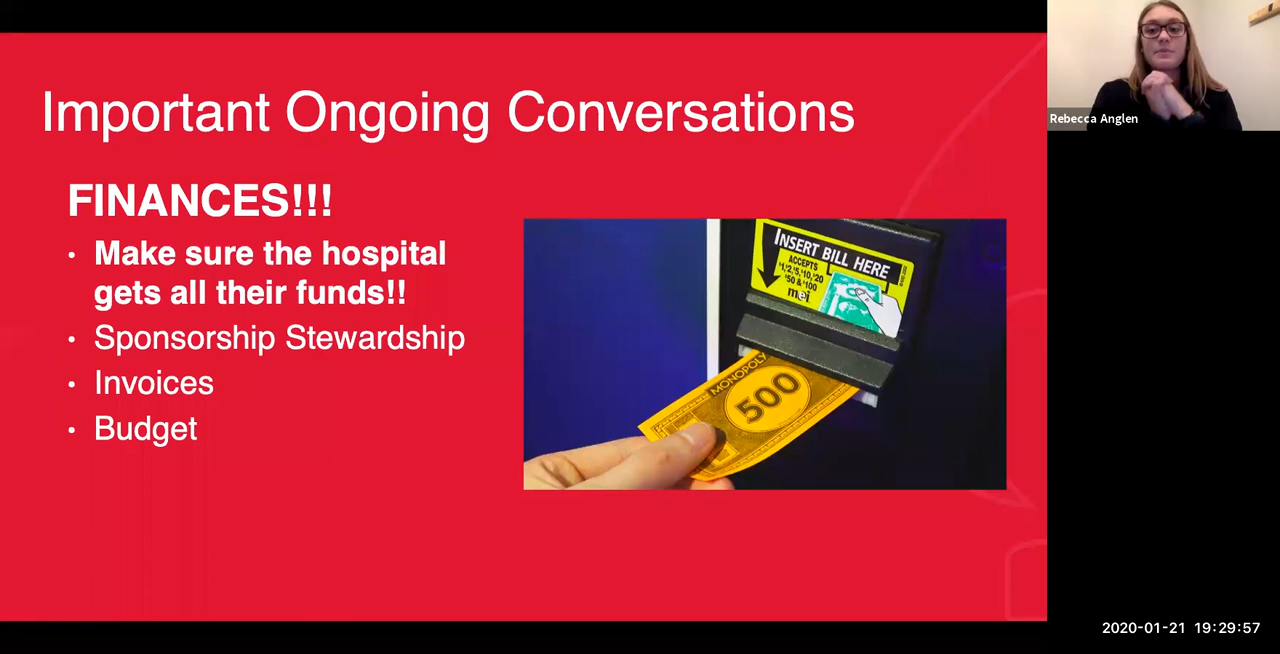 Important Ongoing Conversations
FINANCES!!!
• Make sure the hospital
gets all their funds!!
• Sponsorship Stewardship
• Invoices
• Budget
INSERT BILL HERE
ACCEPTS
$1,$2,$5,$10,$20
$50 & $100
mei
MONOPOLY
500
Rebecca Anglen
2020-01-21 19:29:57